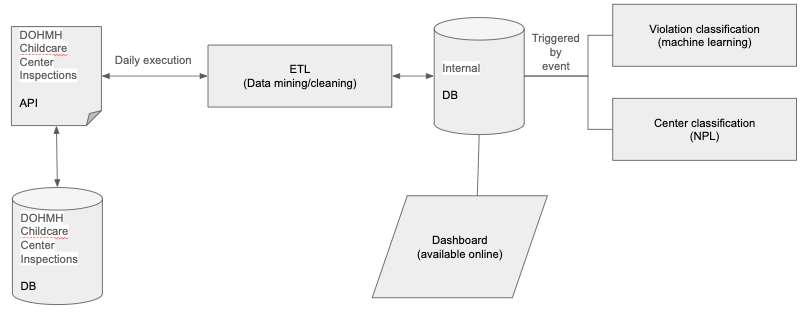 DOHMH
Childcare
Center
Inspections
API
Daily execution
ETL
(Data mining/cleaning)
Internal
DB
Triggered
by
event
Violation classification
(machine learning)
Center classification
(NPL)
DOHMH
Childcare
Center
Inspections
DB
Dashboard
(available online)